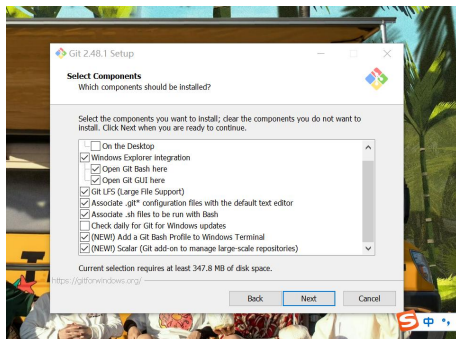 Git 2.48.1 Setup
Select Components
Which components should be installed?
Select the components you want to install; clear the components you do not want to
install. Click Next when you are ready to continue.
On the Desktop
Windows Explorer integration
Open Git Bash here
Open Git GUI here
Git LFS (Large File Support)
Associate .git* configuration files with the default text editor
Associate .sh files to be run with Bash
Check daily for Git for Windows updates
(NEW!) Add a Git Bash Profile to Windows Terminal
(NEW!) Scalar (Git add-on to manage large-scale repositories)
Current selection requires at least 347.8 MB of disk space.
https://gitforwindows.org/
Back Next Cancel
S 中 •,